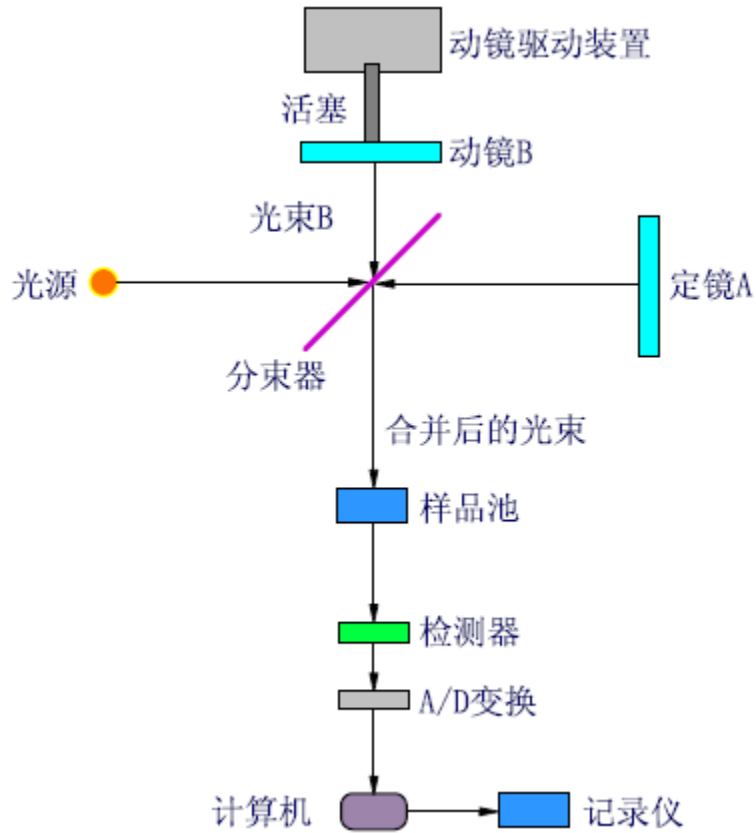 动镜驱动装置
活塞
动镜B
光束B
光源
定镜A
分束器
合并后的光束
样品池
检测器
A/D变换
计算机
记录仪